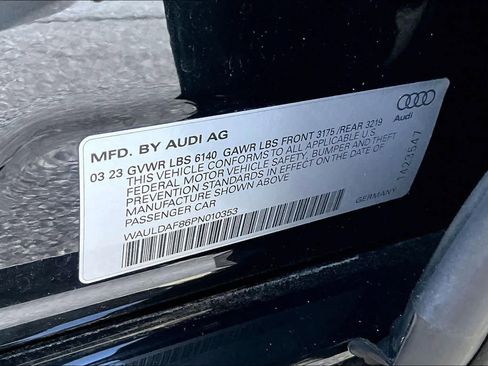 MFD. BY AUDI AG
Audi
03 23 GVWR LBS 6140 GAWR LBS FRONT 3175 /REAR 3219
THIS VEHICLE CONFORMS TO ALL APPLICABLE U.S.
FEDERAL MOTOR VEHICLE SAFETY, BUMPER AND THEFT
PREVENTION STANDARDS IN EFFECT ON THE DATE OF
MANUFACTURE SHOWN ABOVE
PASSENGER CAR
WAULDAF86PN010353
GERMANY
1423547